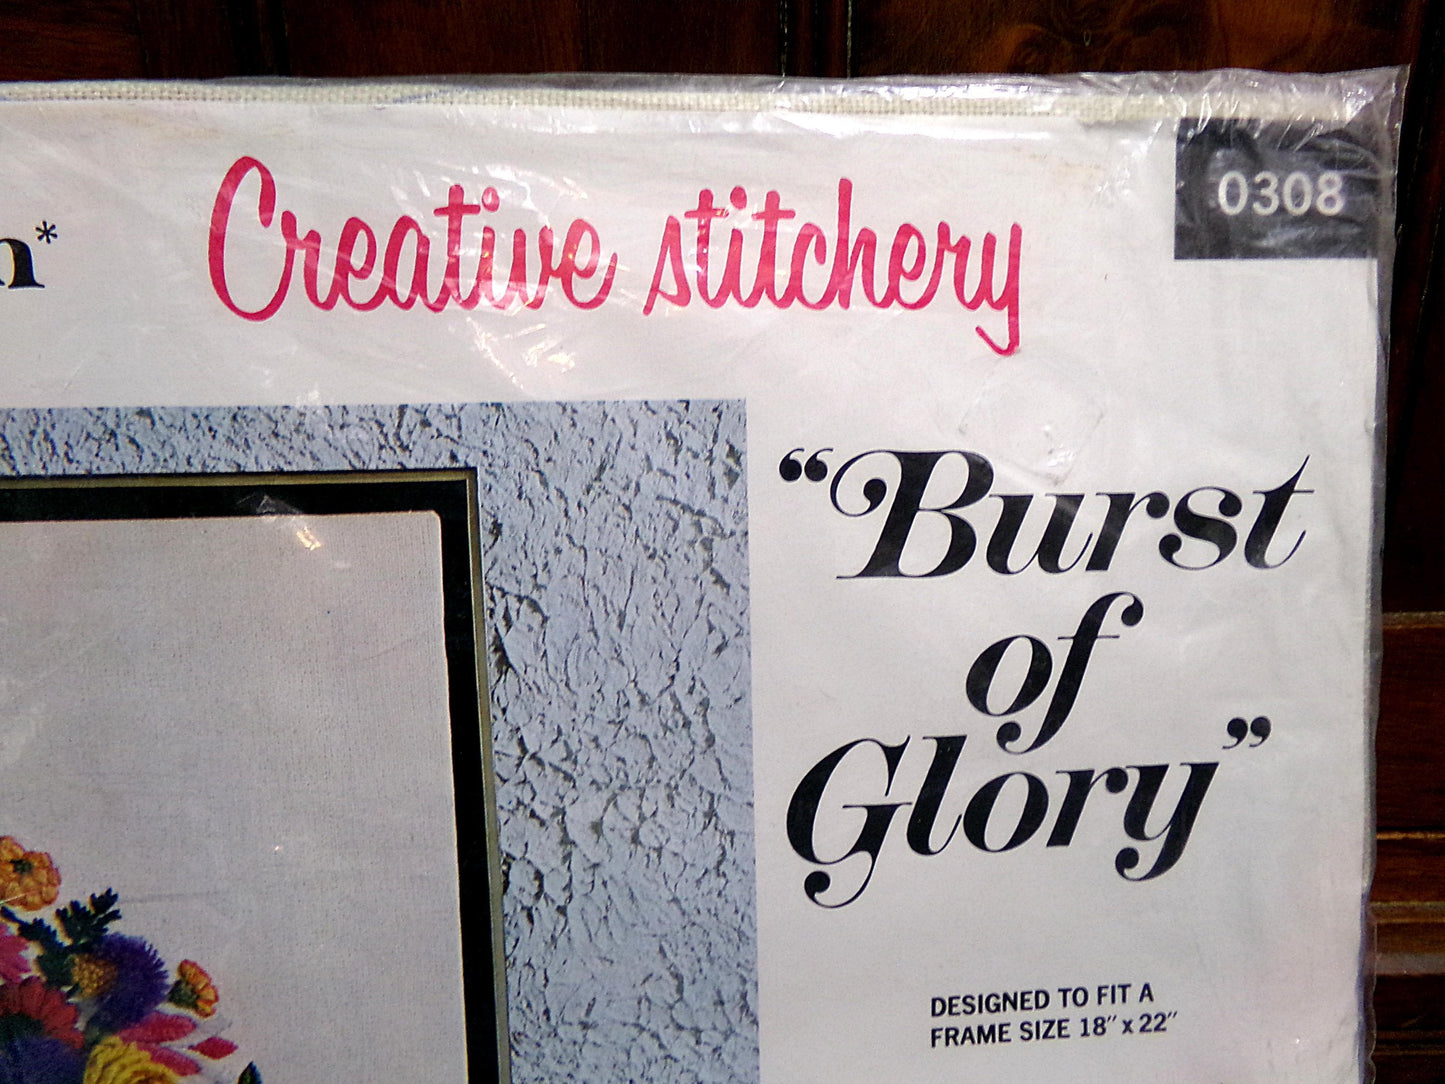 Creative stitchery
0308
“Burst
of
Glory”
DESIGNED TO FIT A
FRAME SIZE 18″ x 22″